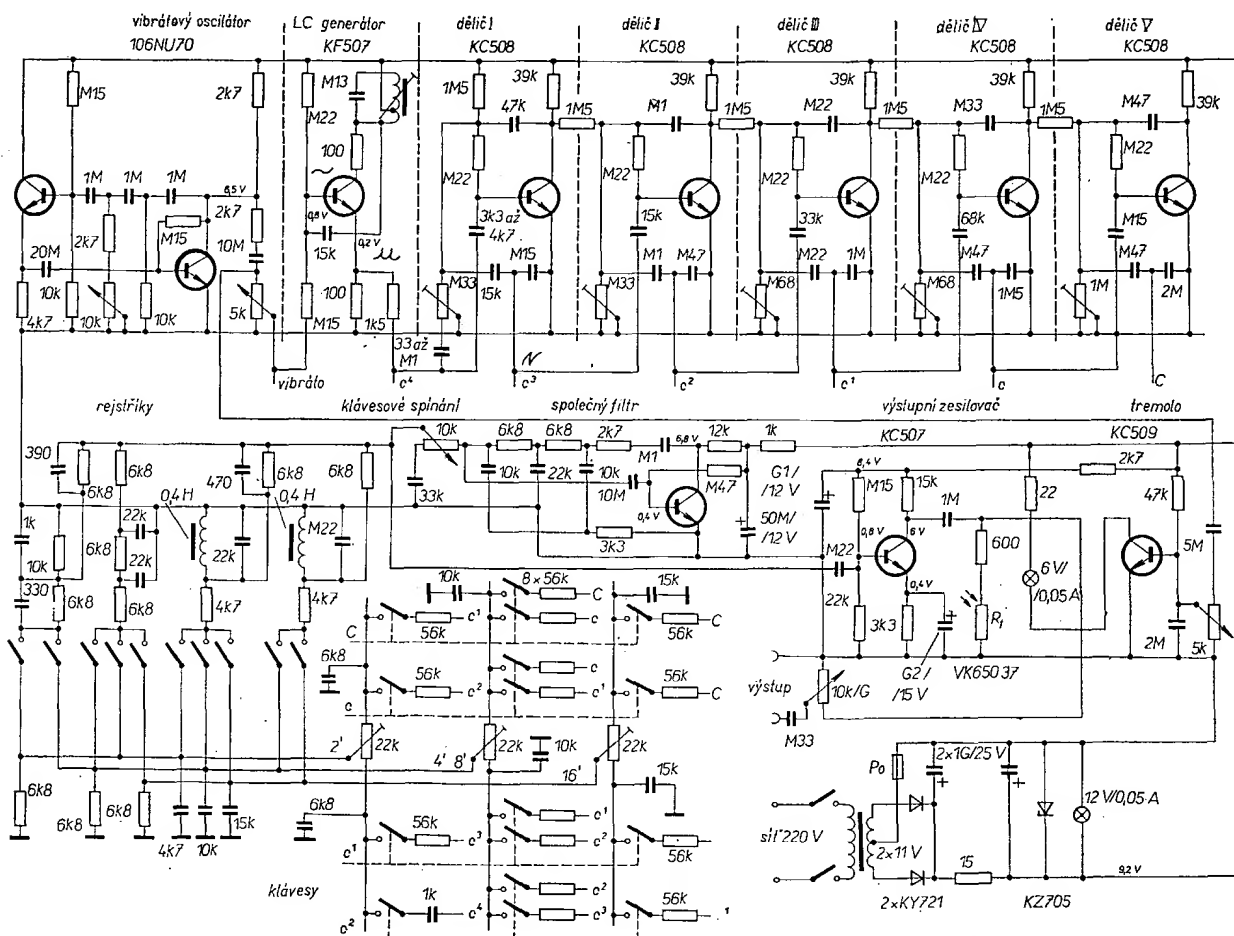 vibrátový oscilátor
106NU70
LC generátor
KF507
dělič I
KC508
dělič II
KC508
dělič III
KC508
dělič IV
KC508
dělič V
KC508
M15
2k7
M13
M22
1M5
39k
47k
1M5
M1
39k
1M5
M22
39k
1M5
M33
39k
1M5
M47
39k
100
M22
M22
M22
M22
M22
1M
1M
1M
6,5 V
2k7
M15
2k7
10M
20M
0,8 V
15k
0,2 V
3k3 až
4k7
M15
15k
M1
M47
33k
M22
1M
68k
M47
1M5
M15
M47
2M
4k7
10k
10k
10k
5k
100
M15
1k5
M33
15k
33 až
M1
M33
M68
M68
1M
vibráto
c⁴
c³
c²
c¹
c
C
rejstříky
klávesové spínání
společný filtr
výstupní zesilovač
tremolo
KC507
KC509
390
6k8
6k8
470
6k8
6k8
10k
6k8
6k8
2k7
M1
6,8 V
12k
1k
10k
22k
10k
10M
M47
33k
0,4 V
3k3
G1/
/12 V
50M/
/12 V
8,4 V
M15
15k
1M
2k7
22
47k
0,4 H
0,4 H
1k
22k
22k
22k
M22
10k
6k8
330
6k8
6k8
4k7
4k7
M22
0,8 V
6 V
600
6 V/
/0,05 A
5M
22k
3k3
0,4 V
G2/
/15 V
R₁
VK650 37
2M
5k
10k
8 × 56k
C
15k
c¹
56k
C
c
56k
6k8
c
c²
56k
c¹
56k
C
c
výstup
10k/G
M33
2'
22k
4'
8'
22k
10k
16'
22k
15k
6k8
6k8
6k8
4k7
10k
15k
6k8
56k
c³
c¹
c²
c
56k
c¹
klávesy
c²
1k
c⁴
c²
c³
56k
síť 220 V
Po
2×11 V
2×1G/25 V
15
2×KY721
KZ705
12 V/0,05 A
9,2 V